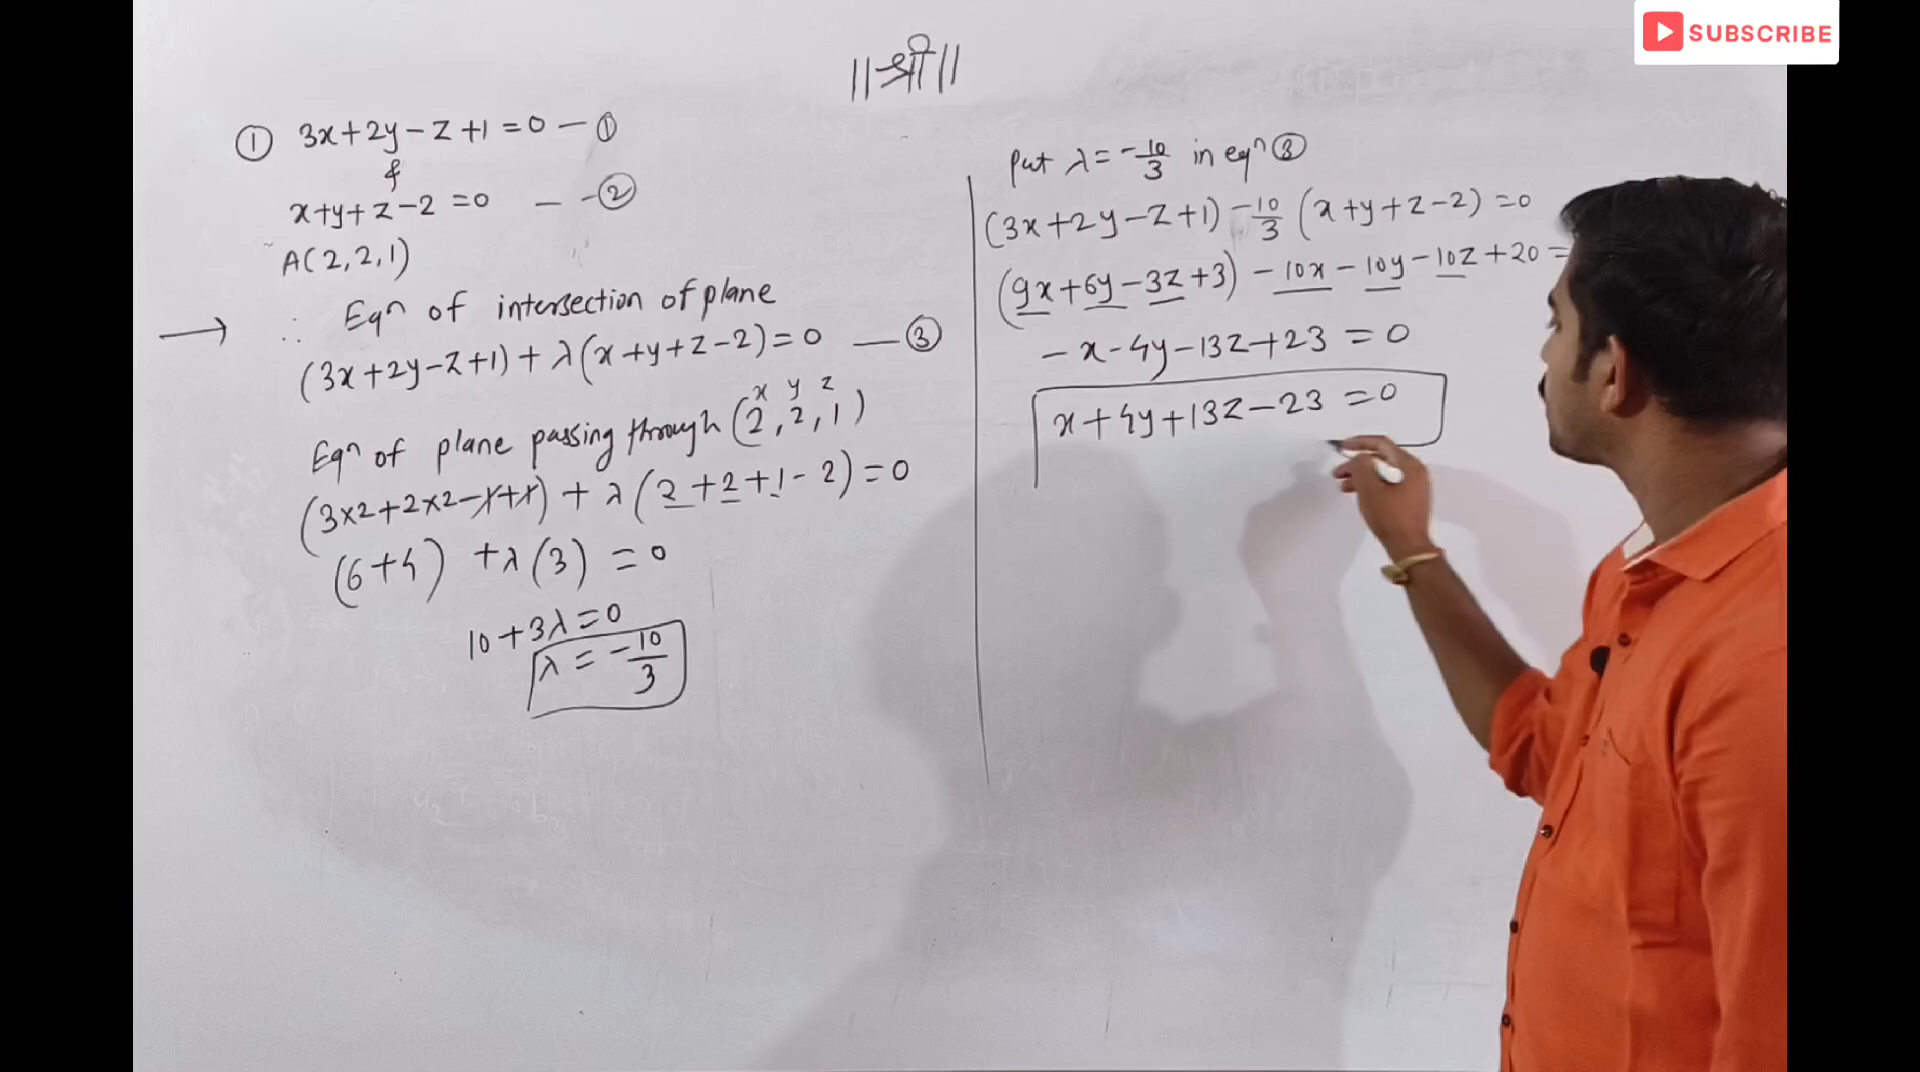 SUBSCRIBE
||श्री||
① 3x+2y-z+1=0 — ①
&
x+y+z-2=0 — -②
A(2,2,1)
→ ∴ Eqⁿ of intersection of plane
(3x+2y-z+1)+λ(x+y+z-2)=0 — ③
x y z
Eqⁿ of plane passing through (2,2,1)
(3×2+2×2-1+1)+λ(2+2+1-2)=0
(6+4) +λ(3) =0
10+3λ=0
λ = -10/3
Put λ=-10/3 in eqⁿ ③
(3x+2y-z+1)-10/3(x+y+z-2)=0
(9x+6y-3z+3)-10x-10y-10z+20=
-x-4y-13z+23=0
x+4y+13z-23=0